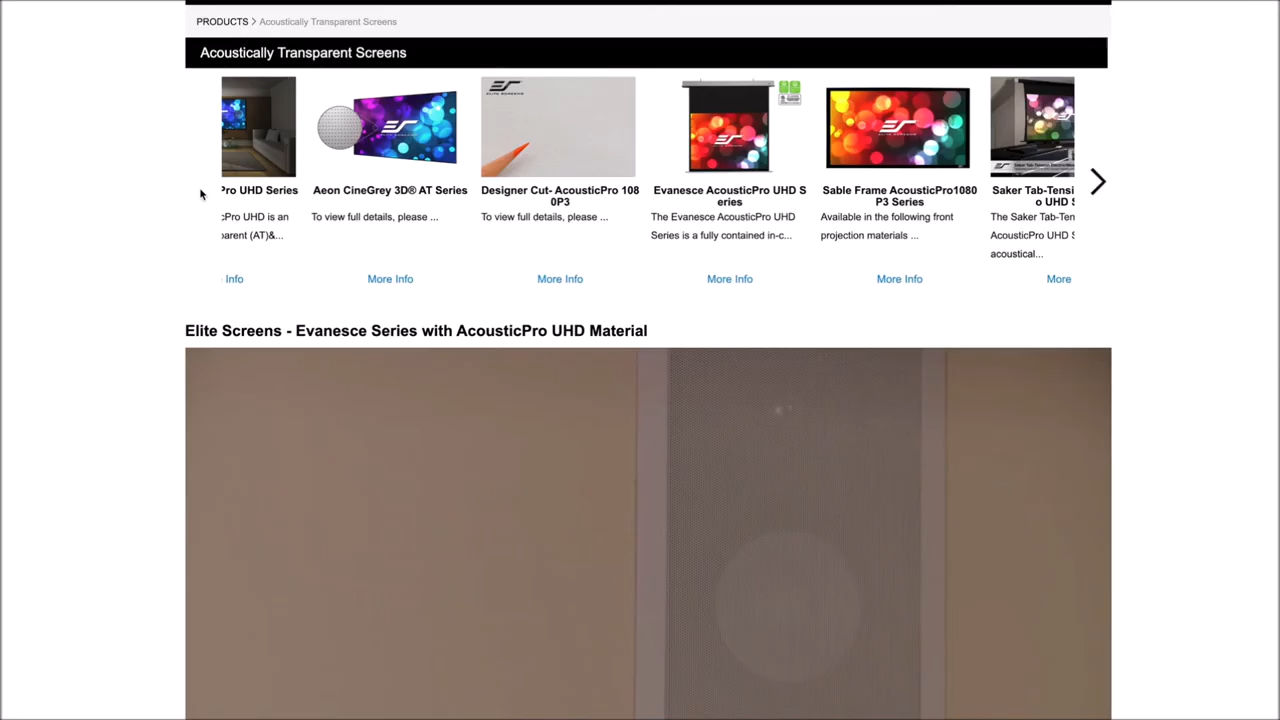 PRODUCTS > Acoustically Transparent Screens
Acoustically Transparent Screens
Pro UHD Series
cPro UHD is an
parent (AT)&...
Info
Aeon CineGrey 3D® AT Series
To view full details, please ...
More Info
ELITE SCREENS
Designer Cut- AcousticPro 108
0P3
To view full details, please ...
More Info
Evanesce AcousticPro UHD S
eries
The Evanesce AcousticPro UHD
Series is a fully contained in-c...
More Info
Sable Frame AcousticPro1080
P3 Series
Available in the following front
projection materials ...
More Info
Saker Tab-Tensi
o UHD S
The Saker Tab-Ten
AcousticPro UHD S
acoustical...
More
Elite Screens - Evanesce Series with AcousticPro UHD Material